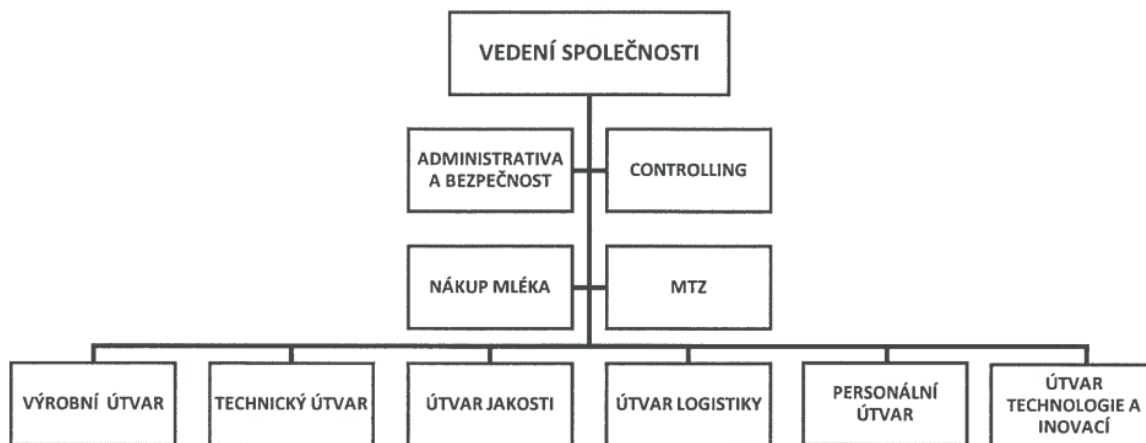 VEDENÍ SPOLEČNOSTI
ADMINISTRATIVA
A BEZPEČNOST
CONTROLLING
NÁKUP MLÉKA
MTZ
VÝROBNÍ ÚTVAR
TECHNICKÝ ÚTVAR
ÚTVAR JAKOSTI
ÚTVAR LOGISTIKY
PERSONÁLNÍ
ÚTVAR
ÚTVAR
TECHNOLOGIE A
INOVACÍ